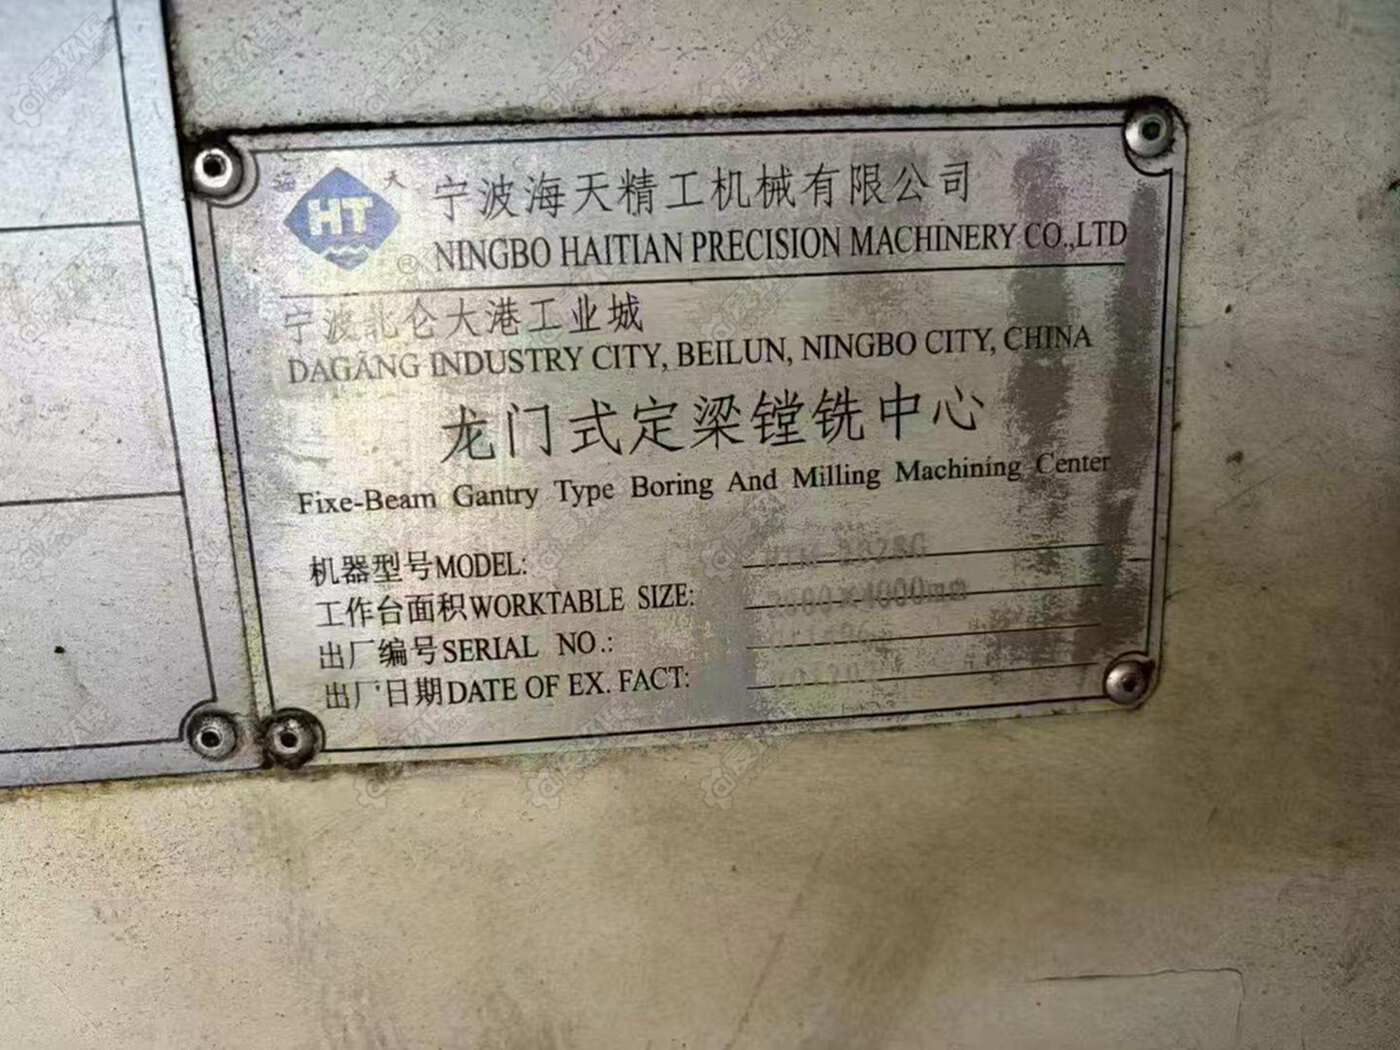 海 天
HT
®
宁波海天精工机械有限公司
NINGBO HAITIAN PRECISION MACHINERY CO.,LTD
宁波北仑大港工业城
DAGANG INDUSTRY CITY, BEILUN, NINGBO CITY, CHINA
龙门式定梁镗铣中心
Fixe-Beam Gantry Type Boring And Milling Machining Center
机器型号MODEL:
工作台面积WORKTABLE SIZE:
出厂编号SERIAL NO.:
出厂日期DATE OF EX. FACT: